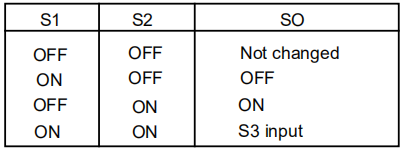 S1 S2 SO
OFF OFF Not changed
ON OFF OFF
OFF ON ON
ON ON S3 input